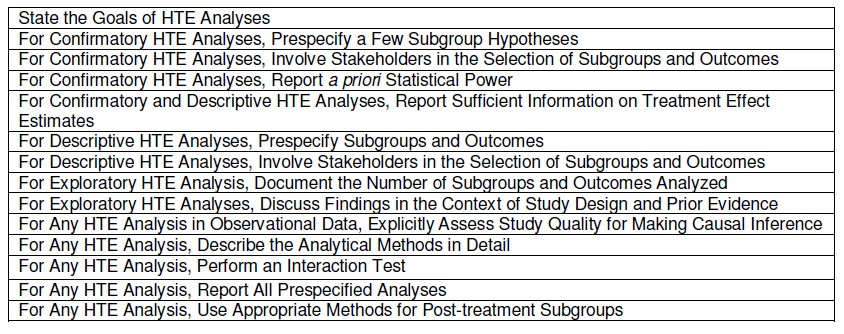 State the Goals of HTE Analyses
For Confirmatory HTE Analyses, Prespecify a Few Subgroup Hypotheses
For Confirmatory HTE Analyses, Involve Stakeholders in the Selection of Subgroups and Outcomes
For Confirmatory HTE Analyses, Report a priori Statistical Power
For Confirmatory and Descriptive HTE Analyses, Report Sufficient Information on Treatment Effect
Estimates
For Descriptive HTE Analyses, Prespecify Subgroups and Outcomes
For Descriptive HTE Analyses, Involve Stakeholders in the Selection of Subgroups and Outcomes
For Exploratory HTE Analysis, Document the Number of Subgroups and Outcomes Analyzed
For Exploratory HTE Analyses, Discuss Findings in the Context of Study Design and Prior Evidence
For Any HTE Analysis in Observational Data, Explicitly Assess Study Quality for Making Causal Inference
For Any HTE Analysis, Describe the Analytical Methods in Detail
For Any HTE Analysis, Perform an Interaction Test
For Any HTE Analysis, Report All Prespecified Analyses
For Any HTE Analysis, Use Appropriate Methods for Post-treatment Subgroups